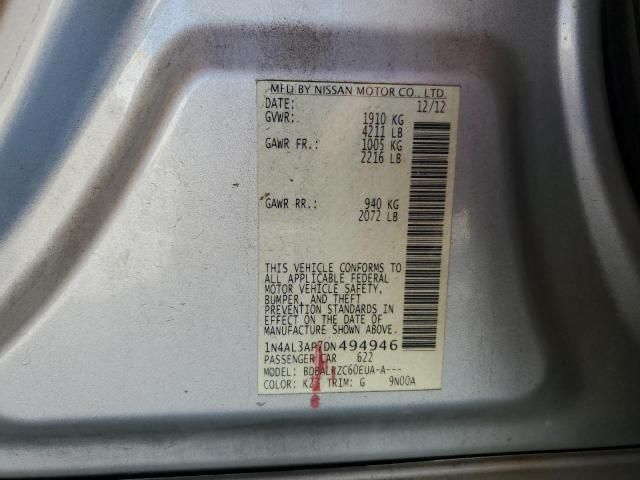 MFD BY NISSAN MOTOR CO., LTD.
DATE: 12/12
GVWR: 1910 KG
4211 LB
GAWR FR.: 1005 KG
2216 LB
GAWR RR.: 940 KG
2072 LB
THIS VEHICLE CONFORMS TO
ALL APPLICABLE FEDERAL
MOTOR VEHICLE SAFETY,
BUMPER, AND THEFT
PREVENTION STANDARDS IN
EFFECT ON THE DATE OF
MANUFACTURE SHOWN ABOVE.
1N4AL3AP7DN494946
PASSENGER CAR 622
MODEL: BDBALRZC60EUA-A---
COLOR: TRIM: G 9N00A